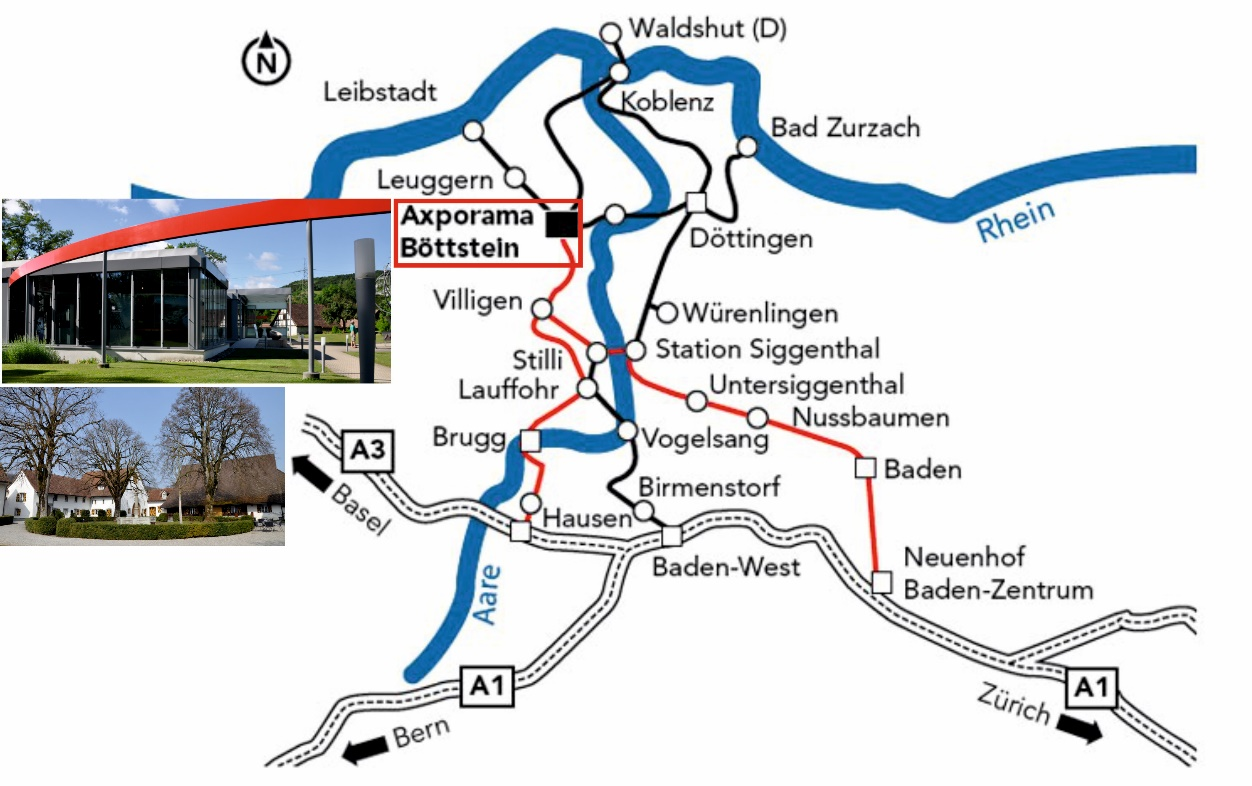 Waldshut (D)
N
Leibstadt
Koblenz
Bad Zurzach
Leuggern
Axporama
Böttstein
Rhein
Döttingen
Villigen
Würenlingen
Station Siggenthal
Stilli
Lauffohr
Untersiggenthal
Nussbaumen
Brugg
Vogelsang
A3
Baden
Basel
Birmenstorf
Hausen
Baden-West
Neuenhof
Baden-Zentrum
Aare
A1
A1
Zürich
Bern